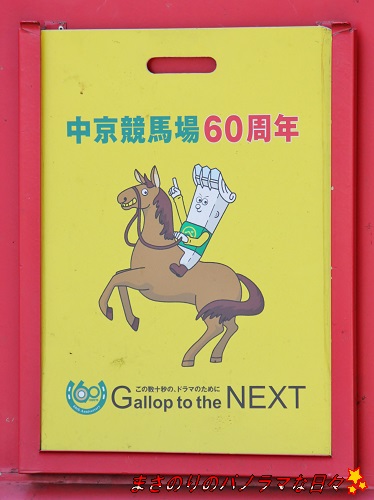 中京競馬場60周年
この数十秒の、ドラマのために
60
Gallop to the NEXT
まきのりのパノラマな日々